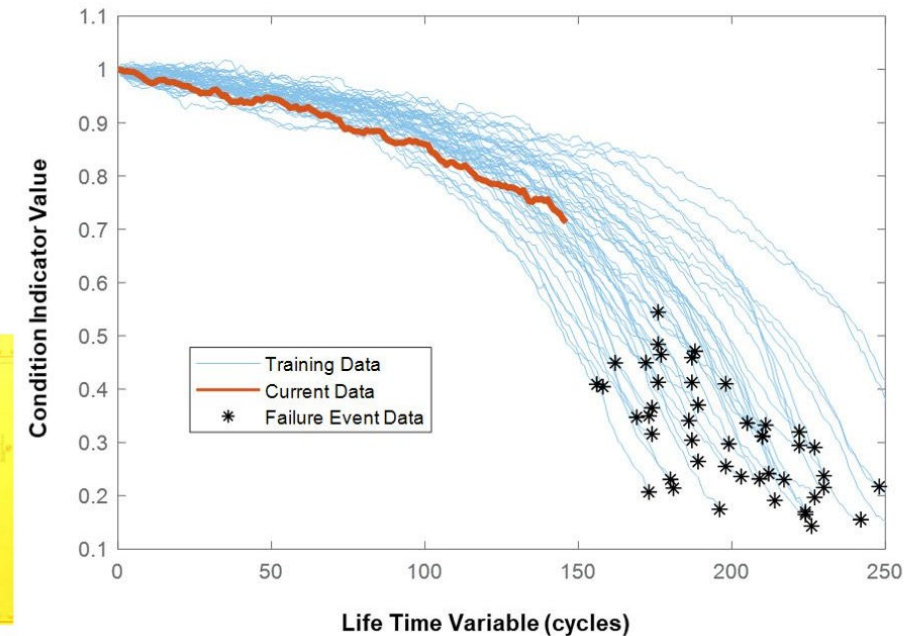 1.1
1
0.9
0.8
0.7
0.6
0.5
0.4
0.3
0.2
0.1
Condition Indicator Value
Training Data
Current Data
Failure Event Data
0 50 100 150 200 250
Life Time Variable (cycles)